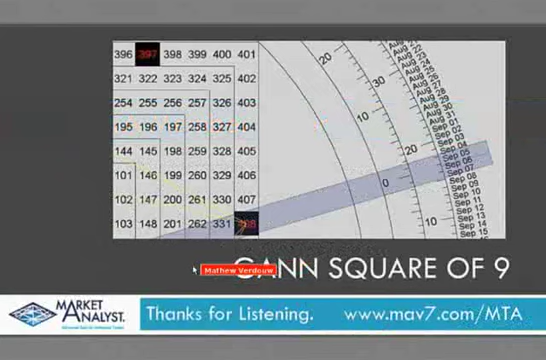 396 397 398 399 400 401
321 322 323 324 325 402
254 255 256 257 326 403
195 196 197 258 327 404
144 145 198 259 328 405
101 146 199 260 329 406
102 147 200 261 330 407
103 148 201 262 331
20
30
10
20
0
10
Aug 24
Aug 25
Aug 26
Aug 27
Aug 28
Aug 29
Aug 30
Aug 31
Sep 01
Sep 02
Sep 03
Sep 04
Sep 05
Sep 06
Sep 07
Sep 08
Sep 09
Sep 10
Sep 11
Sep 12
Sep 13
Sep 14
Sep 15
Mathew Verdouw
GANN SQUARE OF 9
MARKET
ANALYST.
Thanks for Listening. www.mav7.com/MTA